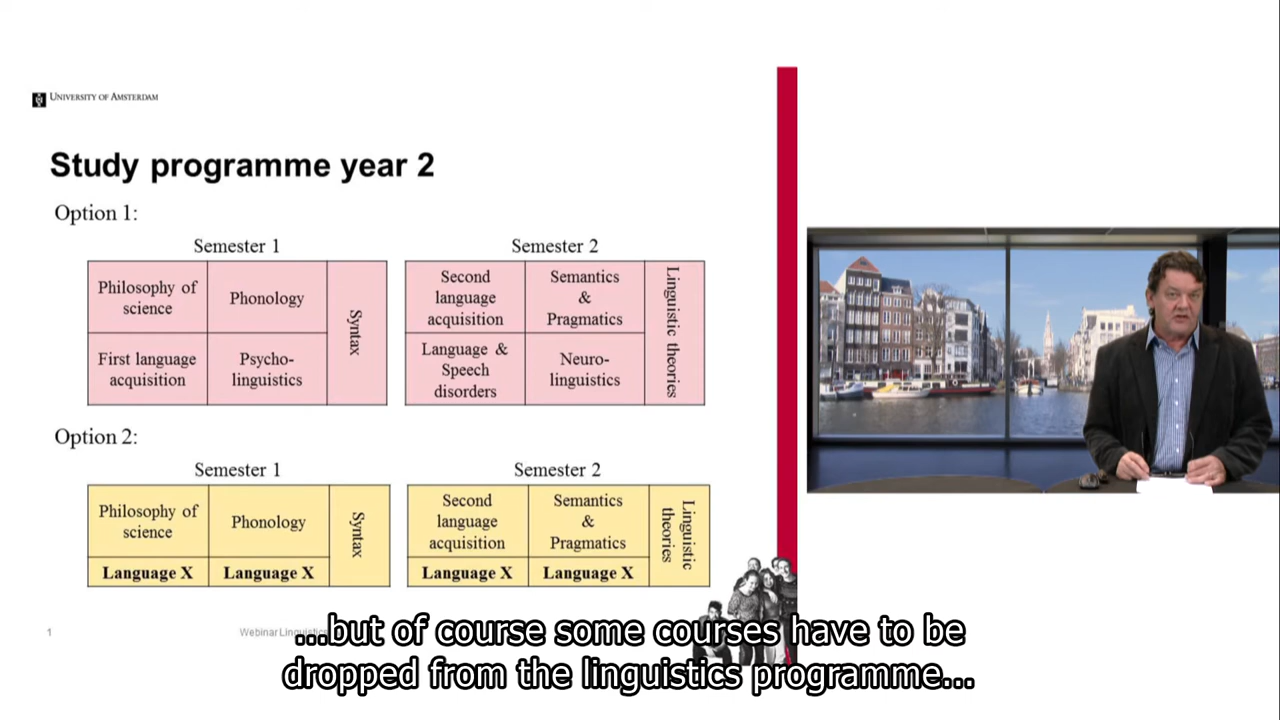 UNIVERSITY OF AMSTERDAM
Study programme year 2
Option 1:
Semester 1
Semester 2
Philosophy of
science
Phonology
Syntax
First language
acquisition
Psycho-
linguistics
Second
language
acquisition
Semantics
&
Pragmatics
Linguistic theories
Language &
Speech
disorders
Neuro-
linguistics
Option 2:
Semester 1
Semester 2
Philosophy of
science
Phonology
Syntax
Language X
Language X
Second
language
acquisition
Semantics
&
Pragmatics
Linguistic
theories
Language X
Language X
1
Webinar
...but of course some courses have to be
dropped from the linguistics programme...